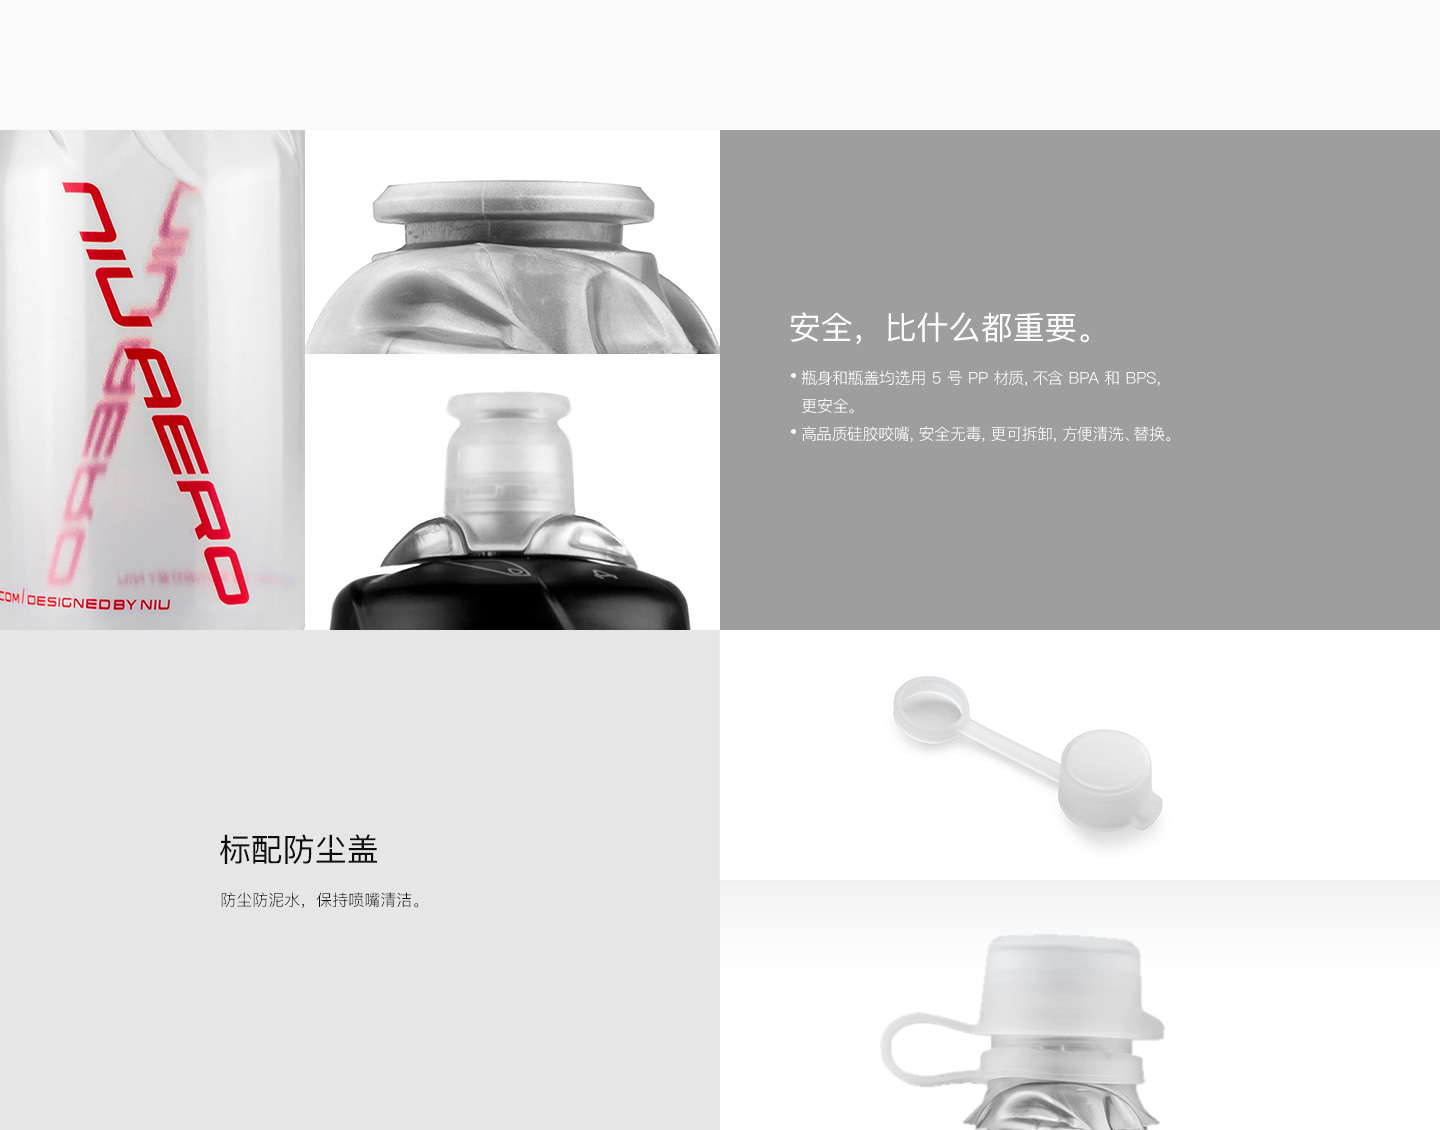 NIU AERO
.COM | DESIGNED BY NIU
安全，比什么都重要。
• 瓶身和瓶盖均选用 5 号 PP 材质, 不含 BPA 和 BPS,
更安全。
• 高品质硅胶咬嘴, 安全无毒, 更可拆卸, 方便清洗、替换。
标配防尘盖
防尘防泥水，保持喷嘴清洁。